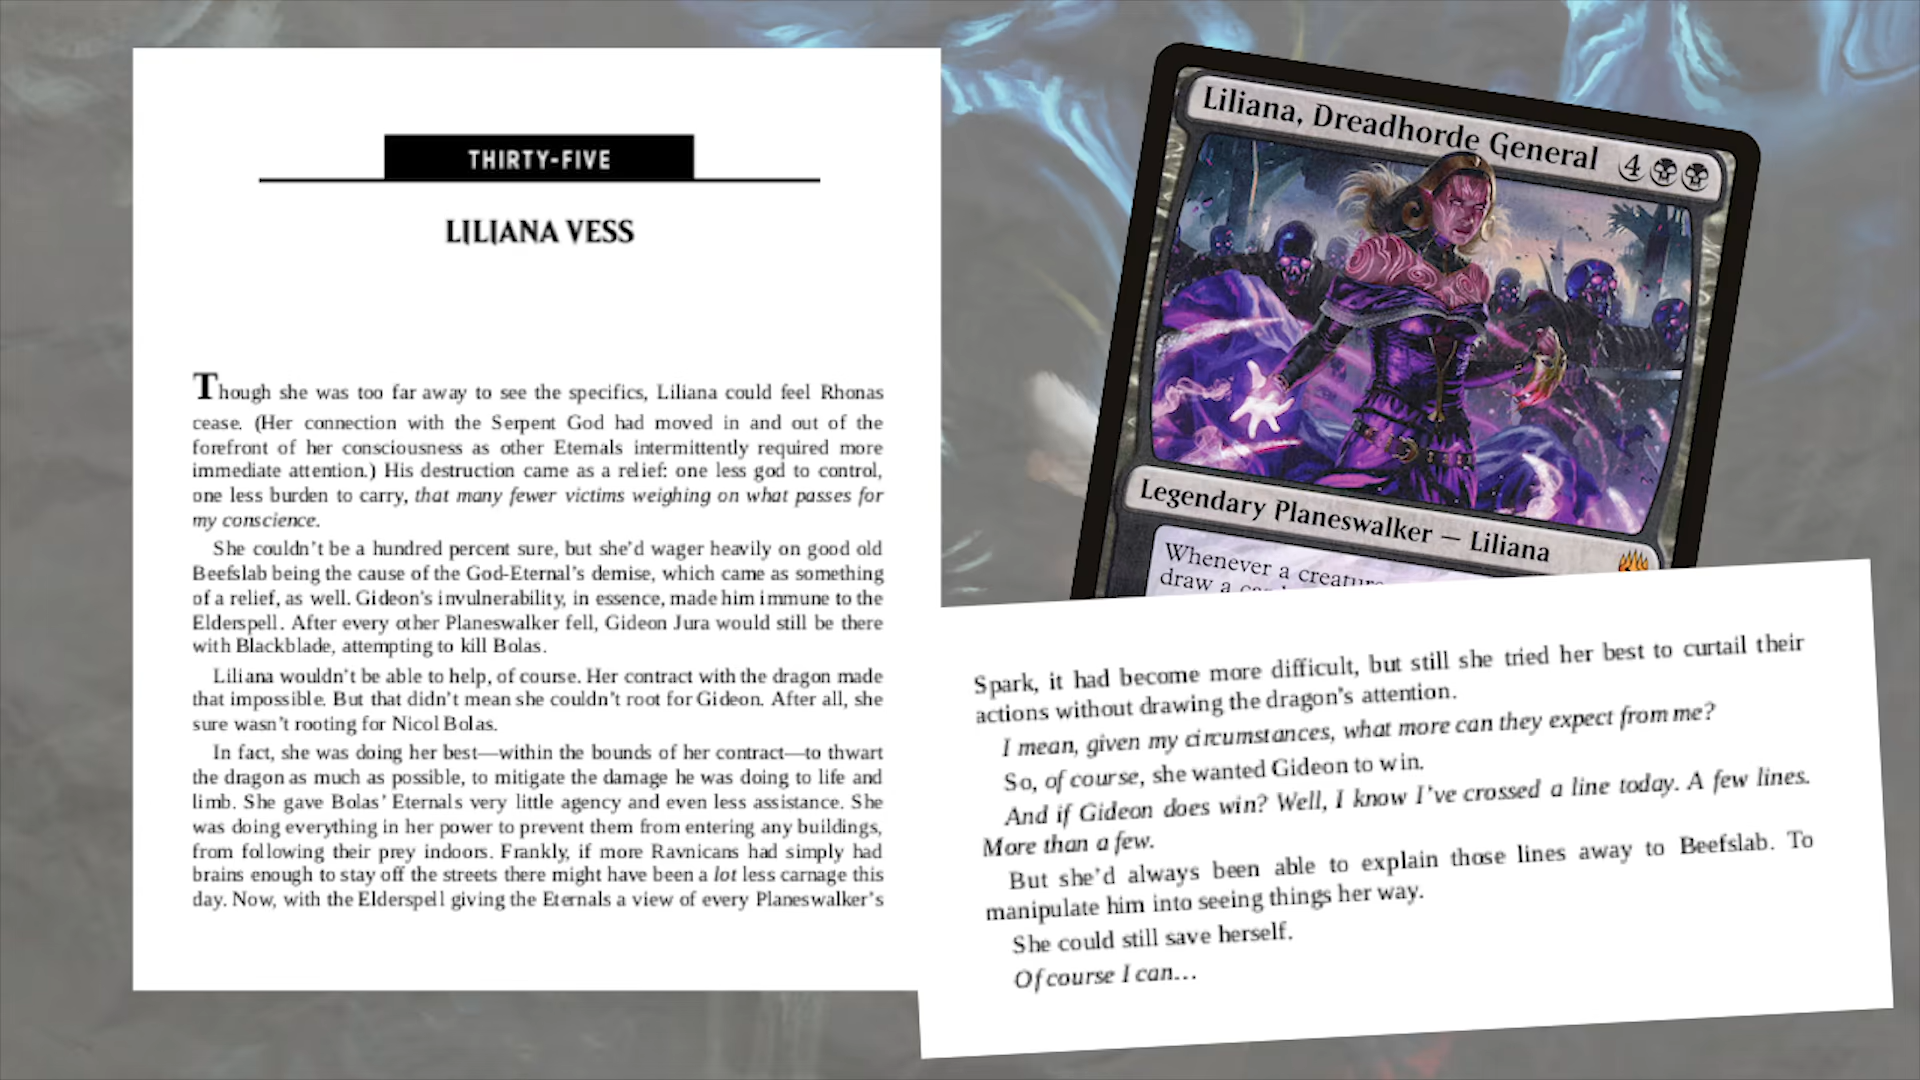 THIRTY-FIVE
LILIANA VESS
Though she was too far away to see the specifics, Liliana could feel Rhonas
cease. (Her connection with the Serpent God had moved in and out of the
forefront of her consciousness as other Eternals intermittently required more
immediate attention.) His destruction came as a relief: one less god to control,
one less burden to carry, that many fewer victims weighing on what passes for
my conscience.
She couldn't be a hundred percent sure, but she'd wager heavily on good old
Beefslab being the cause of the God-Eternal's demise, which came as something
of a relief, as well. Gideon's invulnerability, in essence, made him immune to the
Elderspell. After every other Planeswalker fell, Gideon Jura would still be there
with Blackblade, attempting to kill Bolas.
Liliana wouldn't be able to help, of course. Her contract with the dragon made
that impossible. But that didn't mean she couldn't root for Gideon. After all, she
sure wasn't rooting for Nicol Bolas.
In fact, she was doing her best—within the bounds of her contract—to thwart
the dragon as much as possible, to mitigate the damage he was doing to life and
limb. She gave Bolas' Eternals very little agency and even less assistance. She
was doing everything in her power to prevent them from entering any buildings,
from following their prey indoors. Frankly, if more Ravnicans had simply had
brains enough to stay off the streets there might have been a lot less carnage this
day. Now, with the Elderspell giving the Eternals a view of every Planeswalker's
Liliana, Dreadhorde General 4
Legendary Planeswalker — Liliana
Whenever a creature
draw a
Spark, it had become more difficult, but still she tried her best to curtail their
actions without drawing the dragon's attention.
I mean, given my circumstances, what more can they expect from me?
So, of course, she wanted Gideon to win.
And if Gideon does win? Well, I know I've crossed a line today. A few lines.
More than a few.
But she'd always been able to explain those lines away to Beefslab. To
manipulate him into seeing things her way.
She could still save herself.
Of course I can…